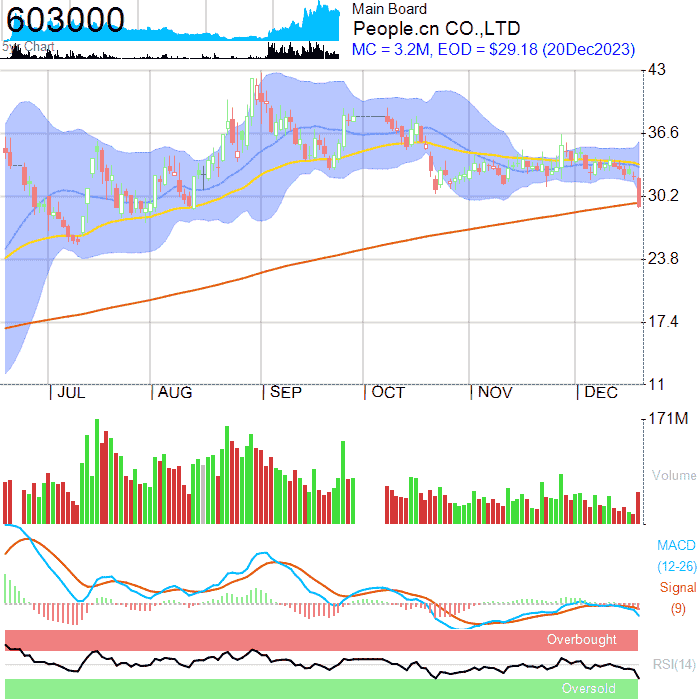 603000
5yr Chart
Main Board
People.cn CO.,LTD
MC = 3.2M, EOD = $29.18 (20Dec2023)
43
36.6
30.2
23.8
17.4
11
JUL AUG SEP OCT NOV DEC
171M
Volume
MACD
(12-26)
Signal
(9)
Overbought
RSI(14)
Oversold